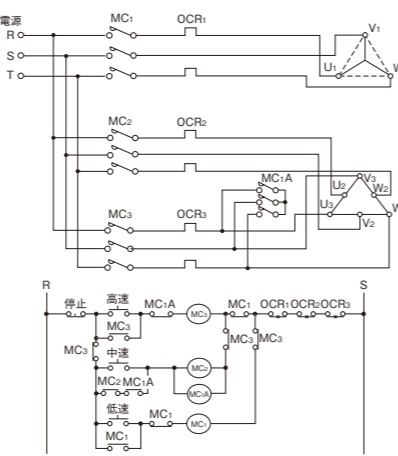 電源
R MC1 OCR1 V1
S U1 W
T
MC2 OCR2
MC1A V3
U2 W2
MC3 OCR3 U3 W
V2
R S
停止 高速 MC1A MC3 MC1 OCR1 OCR2 OCR3
MC3 MC3 MC3
MC3 中速 MC2
MC2 MC1A MC1A
低速 MC1 MC1
MC1